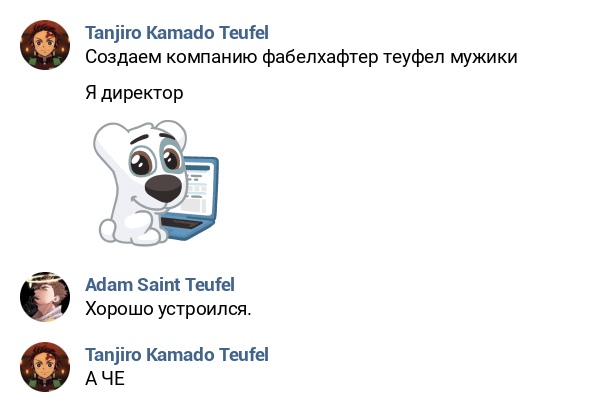 Tanjiro Kamado Teufel
Создаем компанию фабелхафтер теуфел мужики
Я директор
Adam Saint Teufel
Хорошо устроился.
Tanjiro Kamado Teufel
А ЧЕ